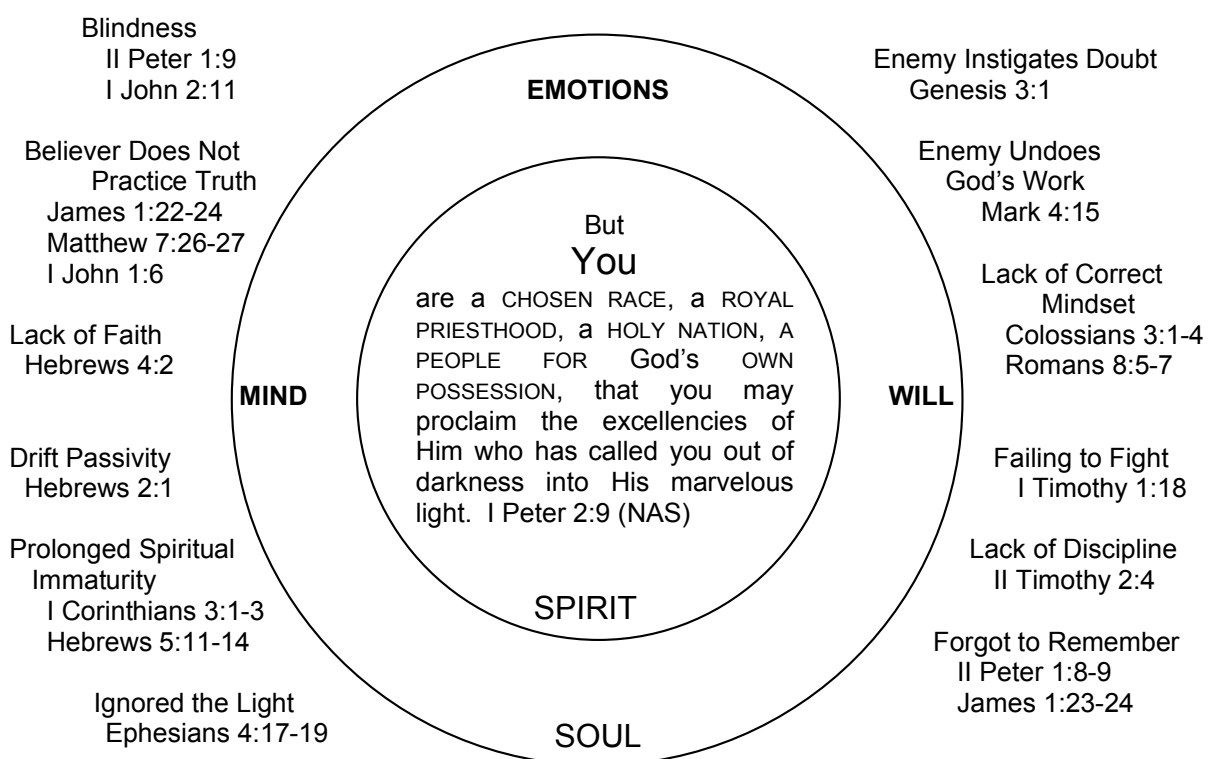 Blindness
II Peter 1:9
I John 2:11
Believer Does Not
Practice Truth
James 1:22-24
Matthew 7:26-27
I John 1:6
Lack of Faith
Hebrews 4:2
Drift Passivity
Hebrews 2:1
Prolonged Spiritual
Immaturity
I Corinthians 3:1-3
Hebrews 5:11-14
Ignored the Light
Ephesians 4:17-19
EMOTIONS
MIND
WILL
But
You
are a CHOSEN RACE, a ROYAL
PRIESTHOOD, a HOLY NATION, A
PEOPLE FOR God’s OWN
POSSESSION, that you may
proclaim the excellencies of
Him who has called you out of
darkness into His marvelous
light. I Peter 2:9 (NAS)
SPIRIT
SOUL
Enemy Instigates Doubt
Genesis 3:1
Enemy Undoes
God’s Work
Mark 4:15
Lack of Correct
Mindset
Colossians 3:1-4
Romans 8:5-7
Failing to Fight
I Timothy 1:18
Lack of Discipline
II Timothy 2:4
Forgot to Remember
II Peter 1:8-9
James 1:23-24